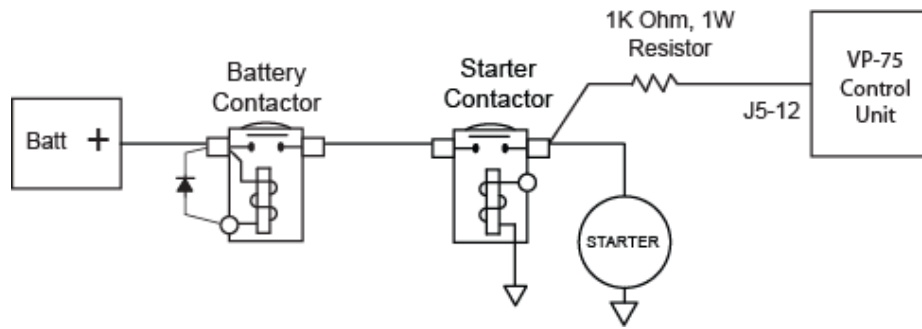 1K Ohm, 1W
Resistor
VP-75
Control
Unit
Battery
Contactor
Starter
Contactor
J5-12
Batt +
STARTER